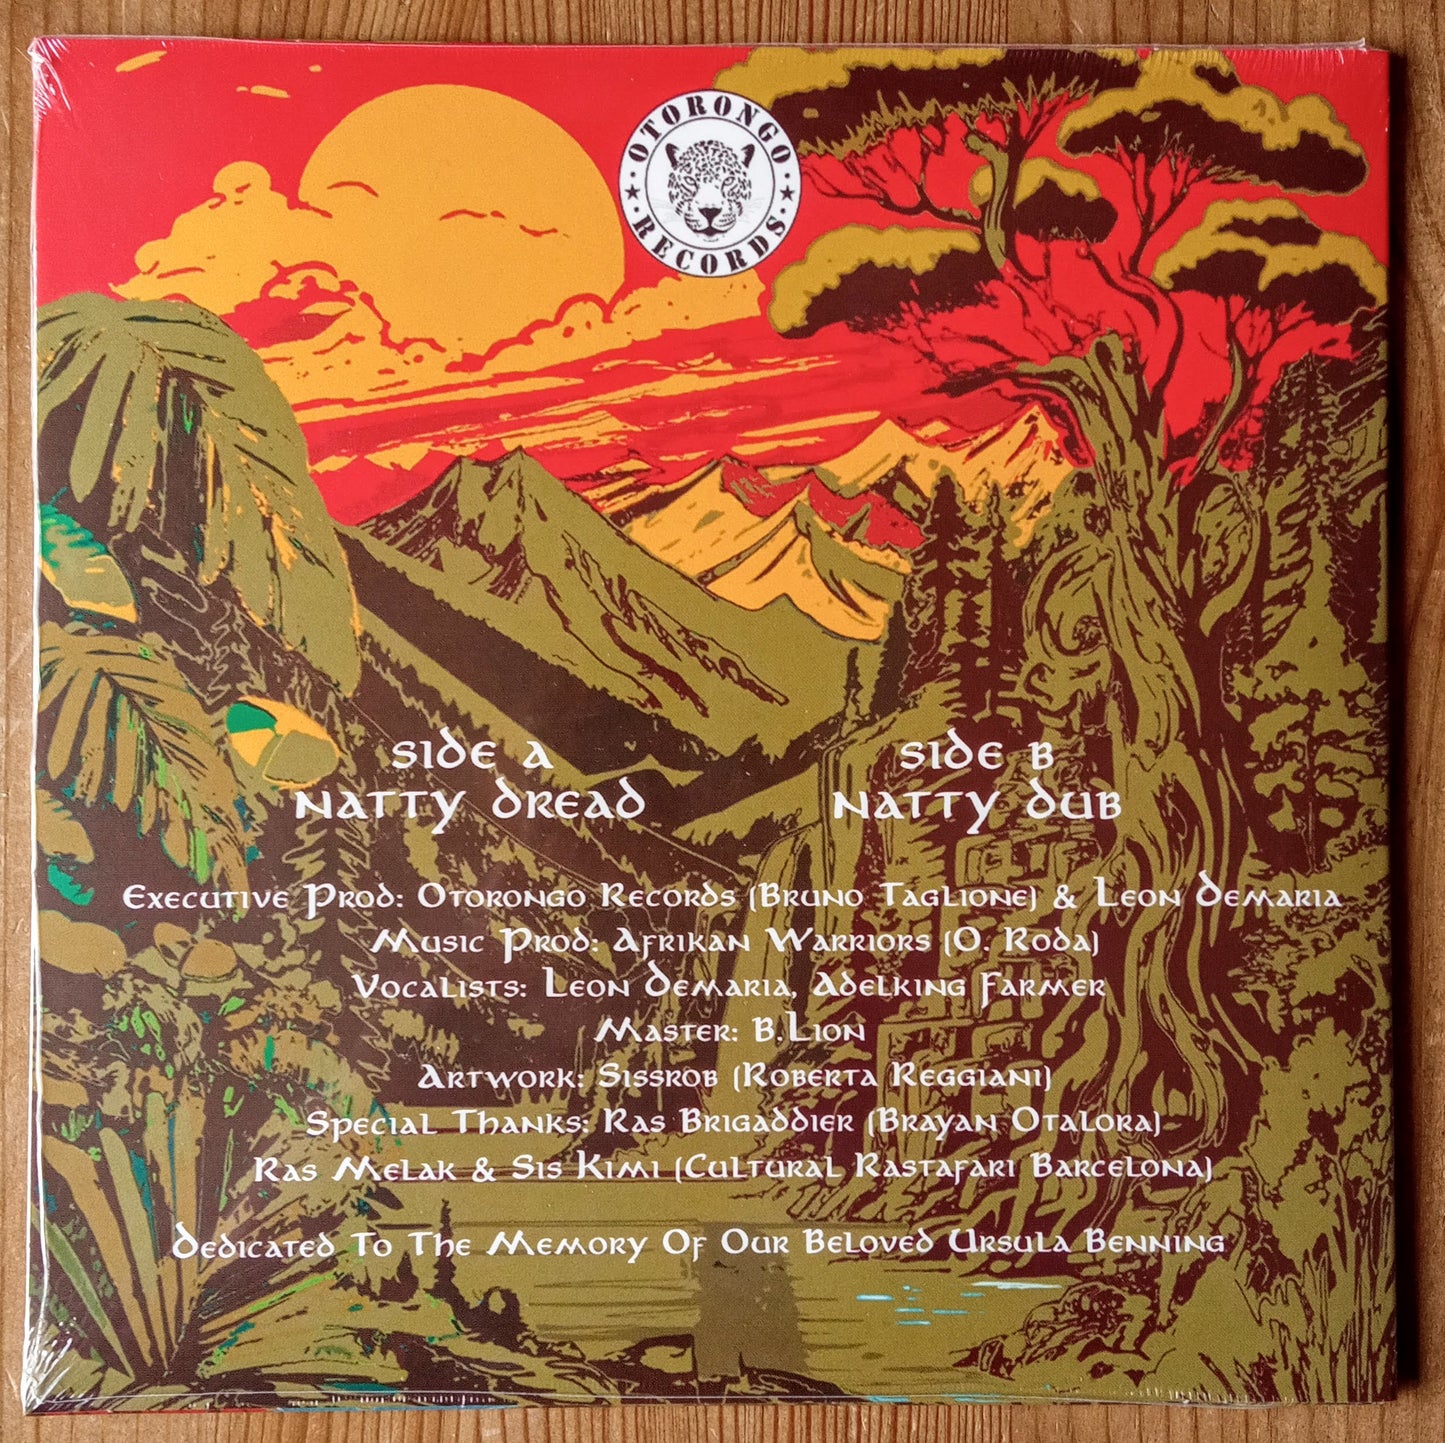 OTORONGO
RECORDS
Side A
Natty Dread
Side B
Natty Dub
Executive Prod: Otorongo Records (Bruno Taglione) & Leon Demaria
Music Prod: Afrikan Warriors (O. Roda)
Vocalists: Leon Demaria, Adelking Farmer
Master: B.Lion
Artwork: Sissrob (Roberta Reggiani)
Special Thanks: Ras Brigaddier (Brayan Otalora)
Ras Melak & Sis Kimi (Cultural Rastafari Barcelona)
Dedicated To The Memory Of Our Beloved Ursula Benning